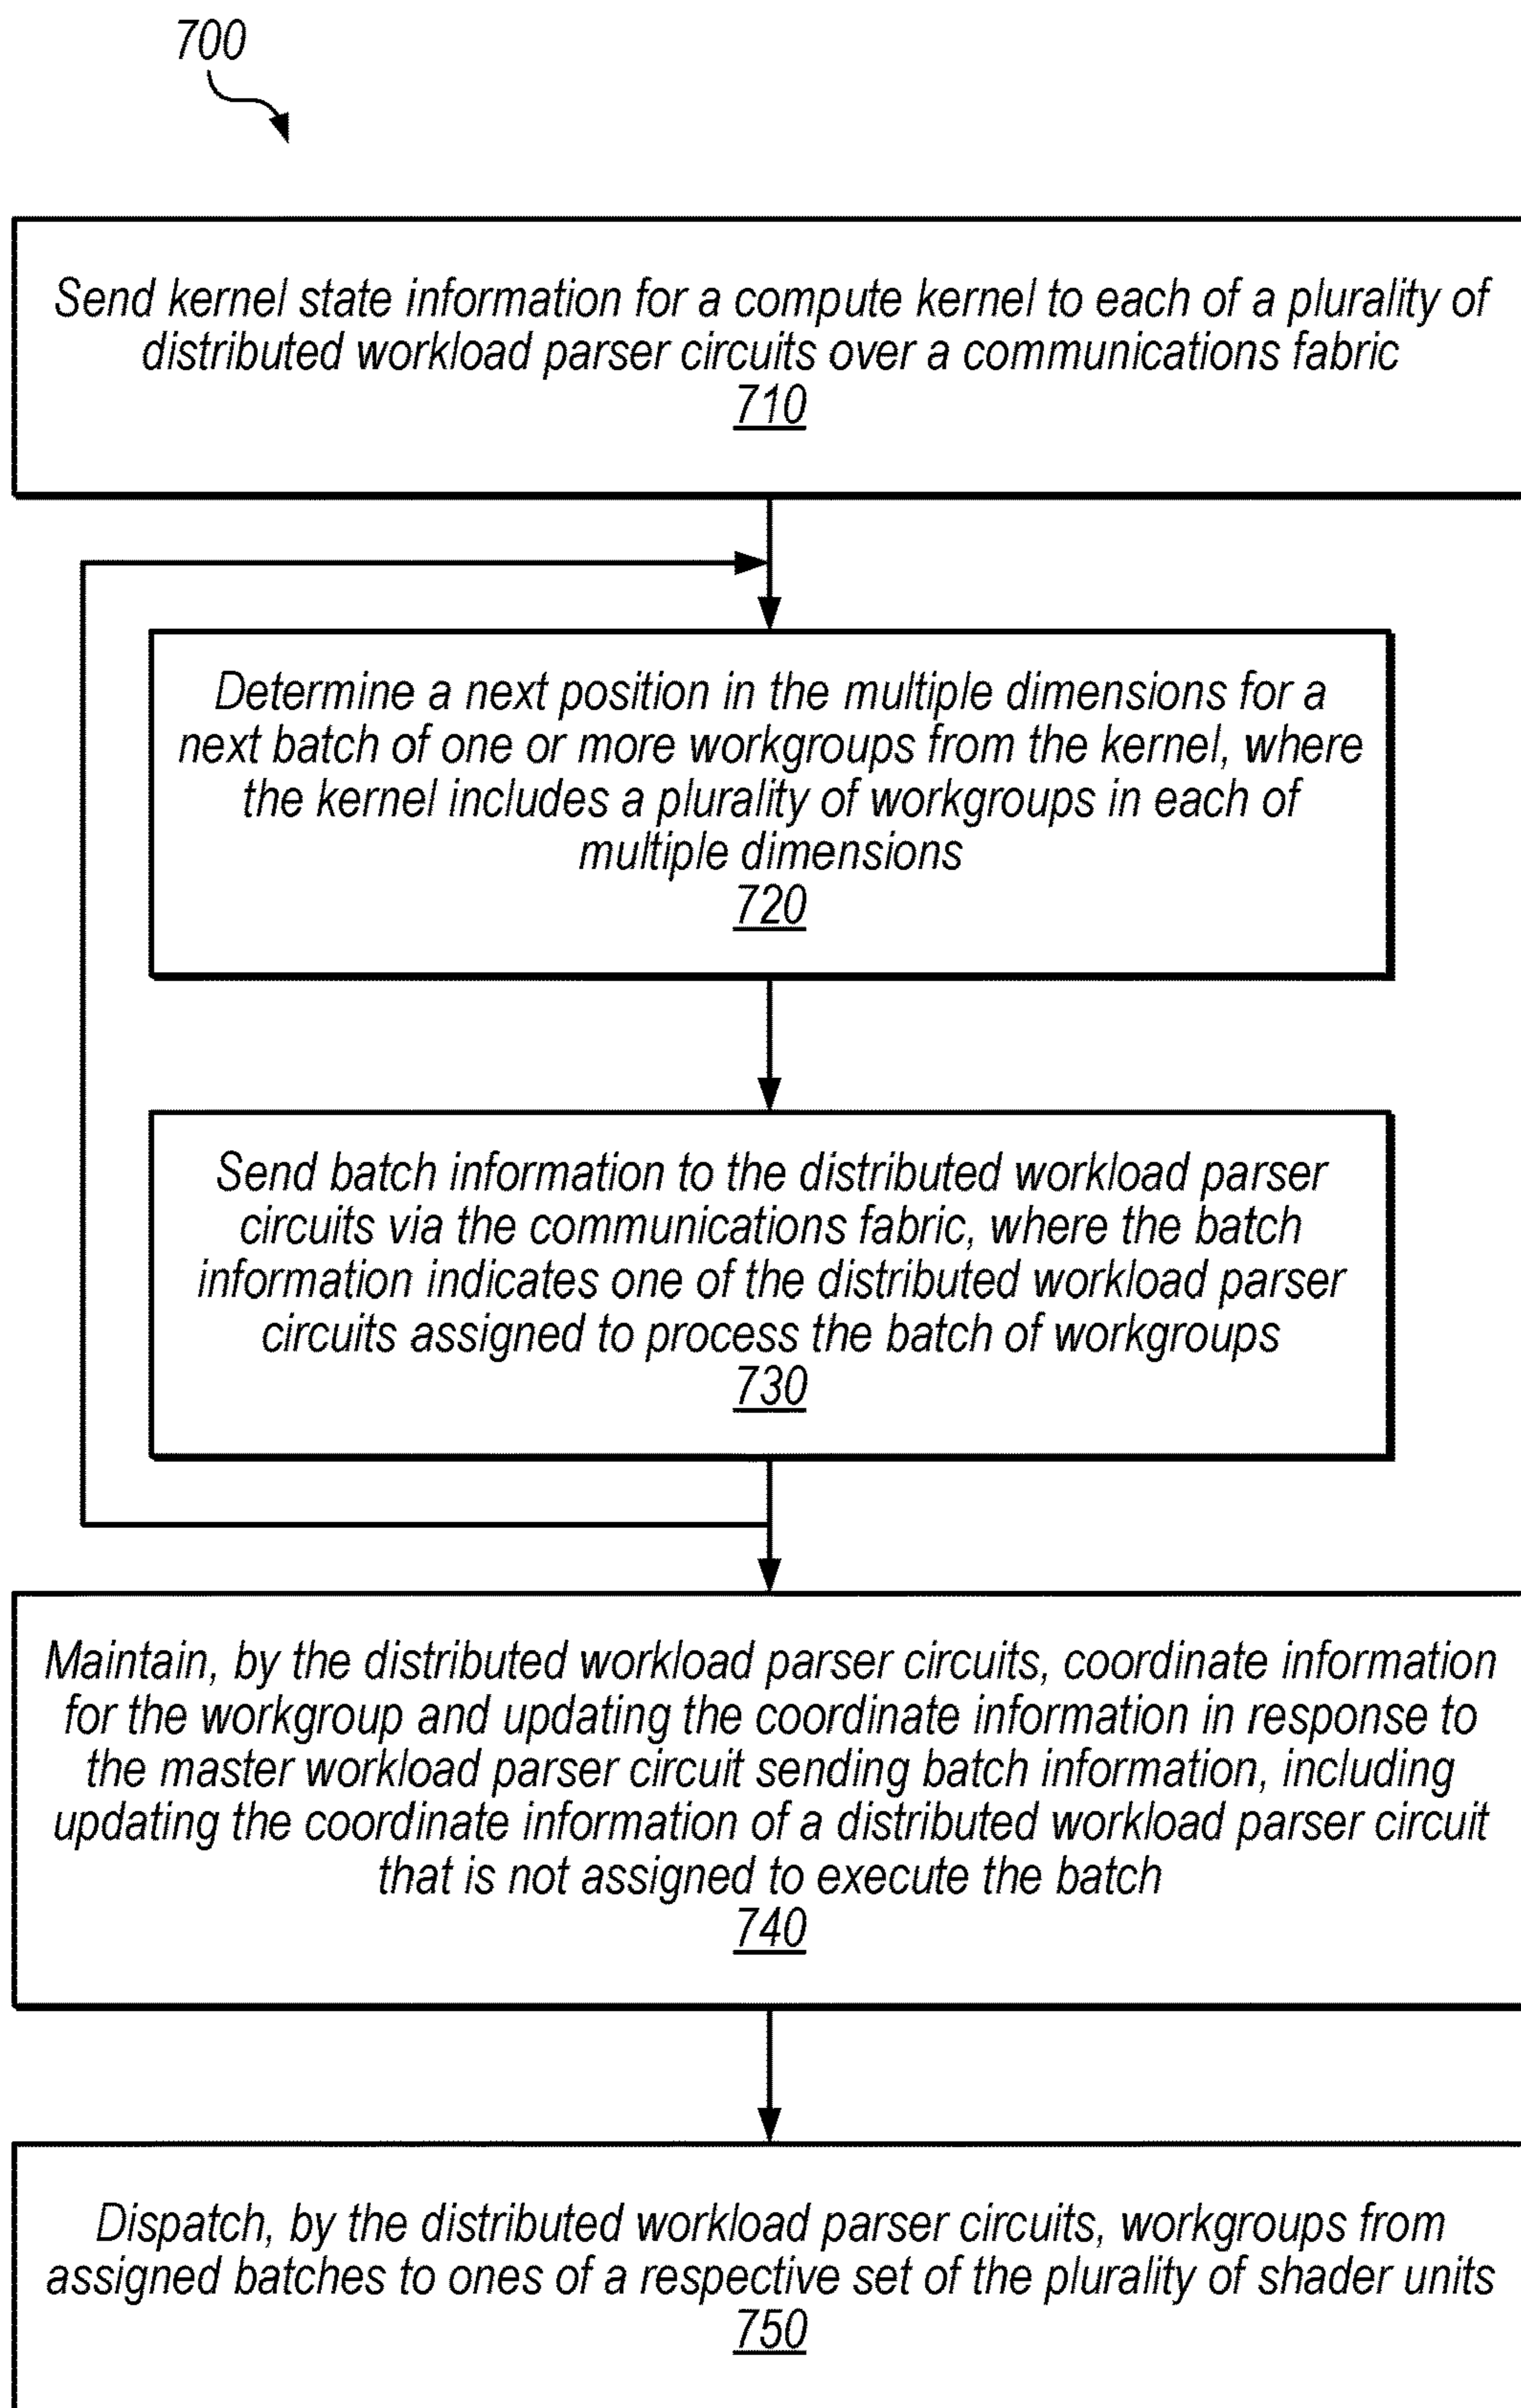 700
Send kernel state information for a compute kernel to each of a plurality of
distributed workload parser circuits over a communications fabric
710
Determine a next position in the multiple dimensions for a
next batch of one or more workgroups from the kernel, where
the kernel includes a plurality of workgroups in each of
multiple dimensions
720
Send batch information to the distributed workload parser
circuits via the communications fabric, where the batch
information indicates one of the distributed workload parser
circuits assigned to process the batch of workgroups
730
Maintain, by the distributed workload parser circuits, coordinate information
for the workgroup and updating the coordinate information in response to
the master workload parser circuit sending batch information, including
updating the coordinate information of a distributed workload parser circuit
that is not assigned to execute the batch
740
Dispatch, by the distributed workload parser circuits, workgroups from
assigned batches to ones of a respective set of the plurality of shader units
750